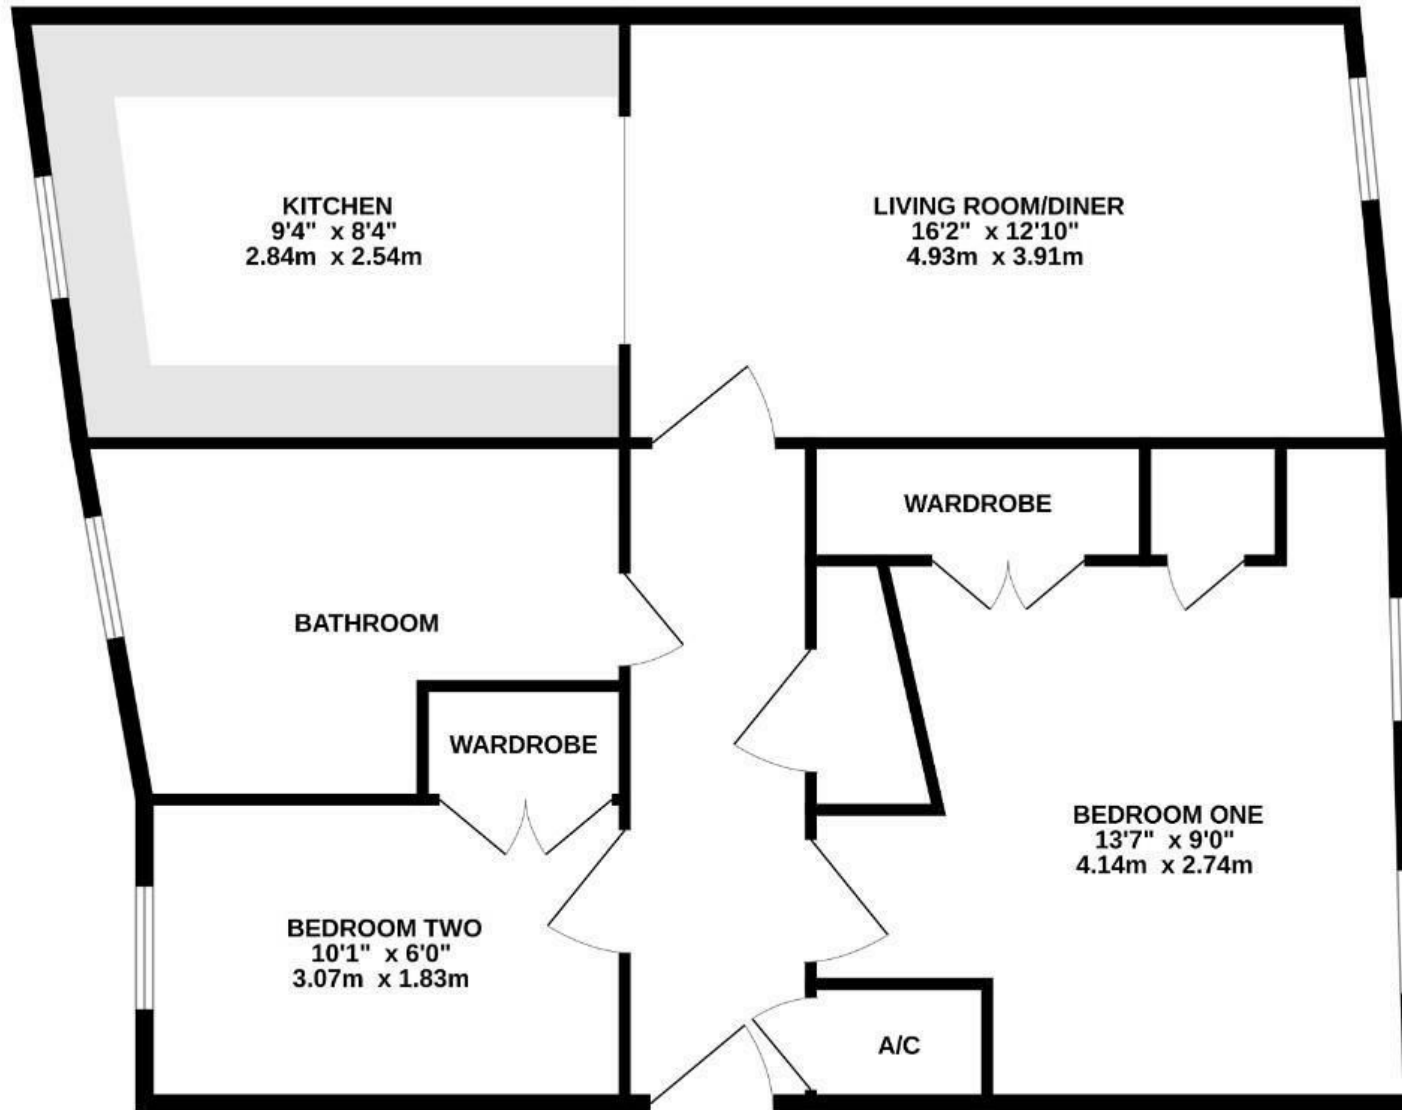 KITCHEN
9'4" x 8'4"
2.84m x 2.54m
LIVING ROOM/DINER
16'2" x 12'10"
4.93m x 3.91m
WARDROBE
BATHROOM
WARDROBE
BEDROOM ONE
13'7" x 9'0"
4.14m x 2.74m
BEDROOM TWO
10'1" x 6'0"
3.07m x 1.83m
A/C